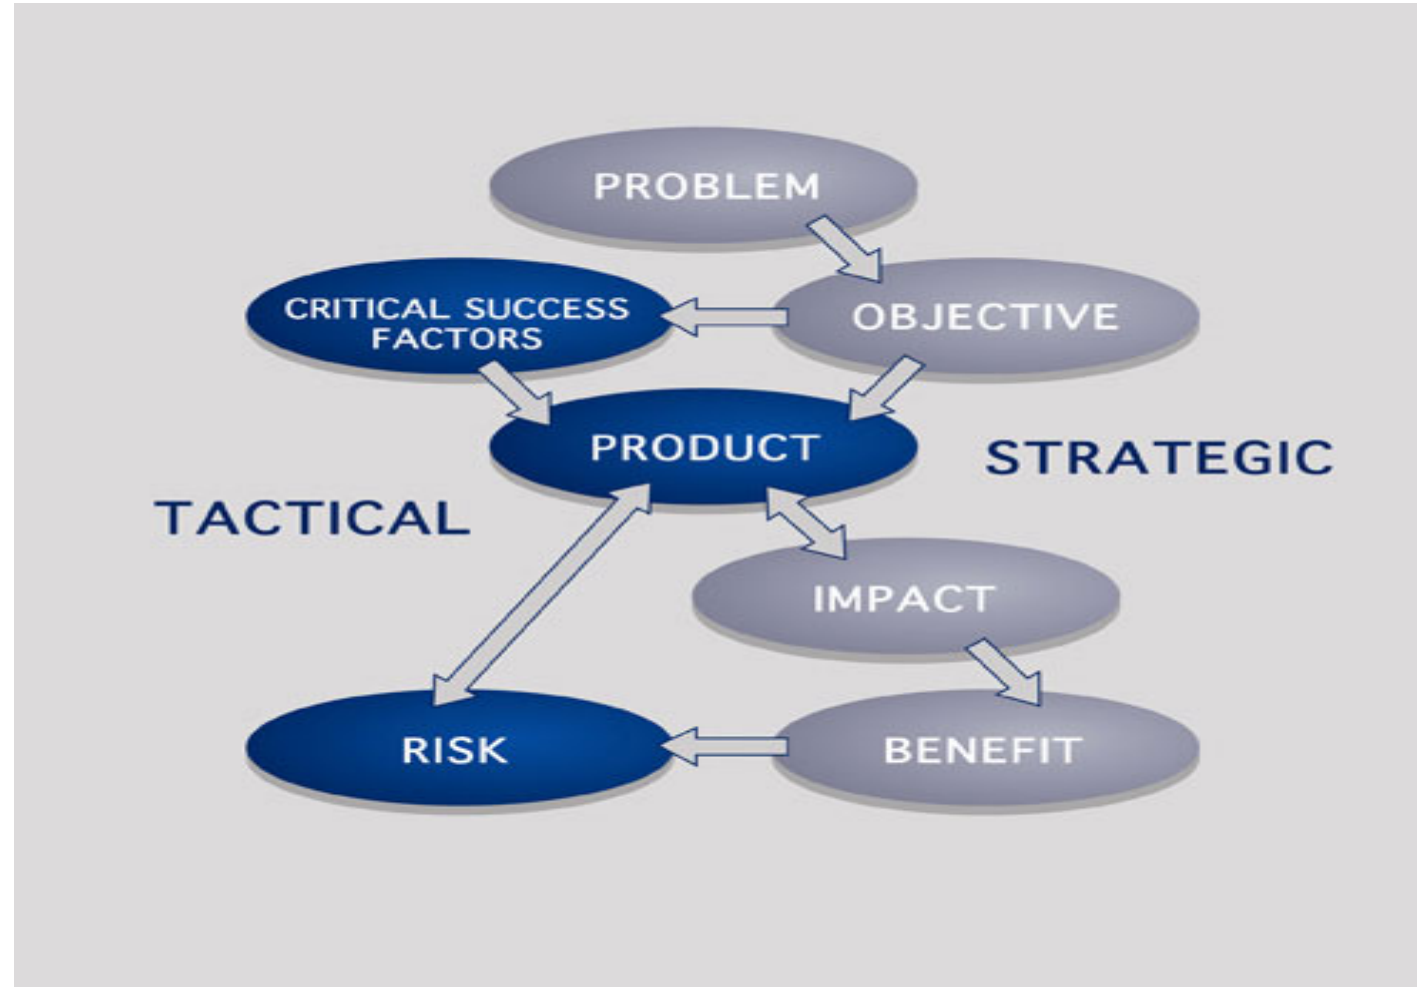 PROBLEM
CRITICAL SUCCESS
FACTORS
OBJECTIVE
PRODUCT
STRATEGIC
TACTICAL
IMPACT
RISK
BENEFIT